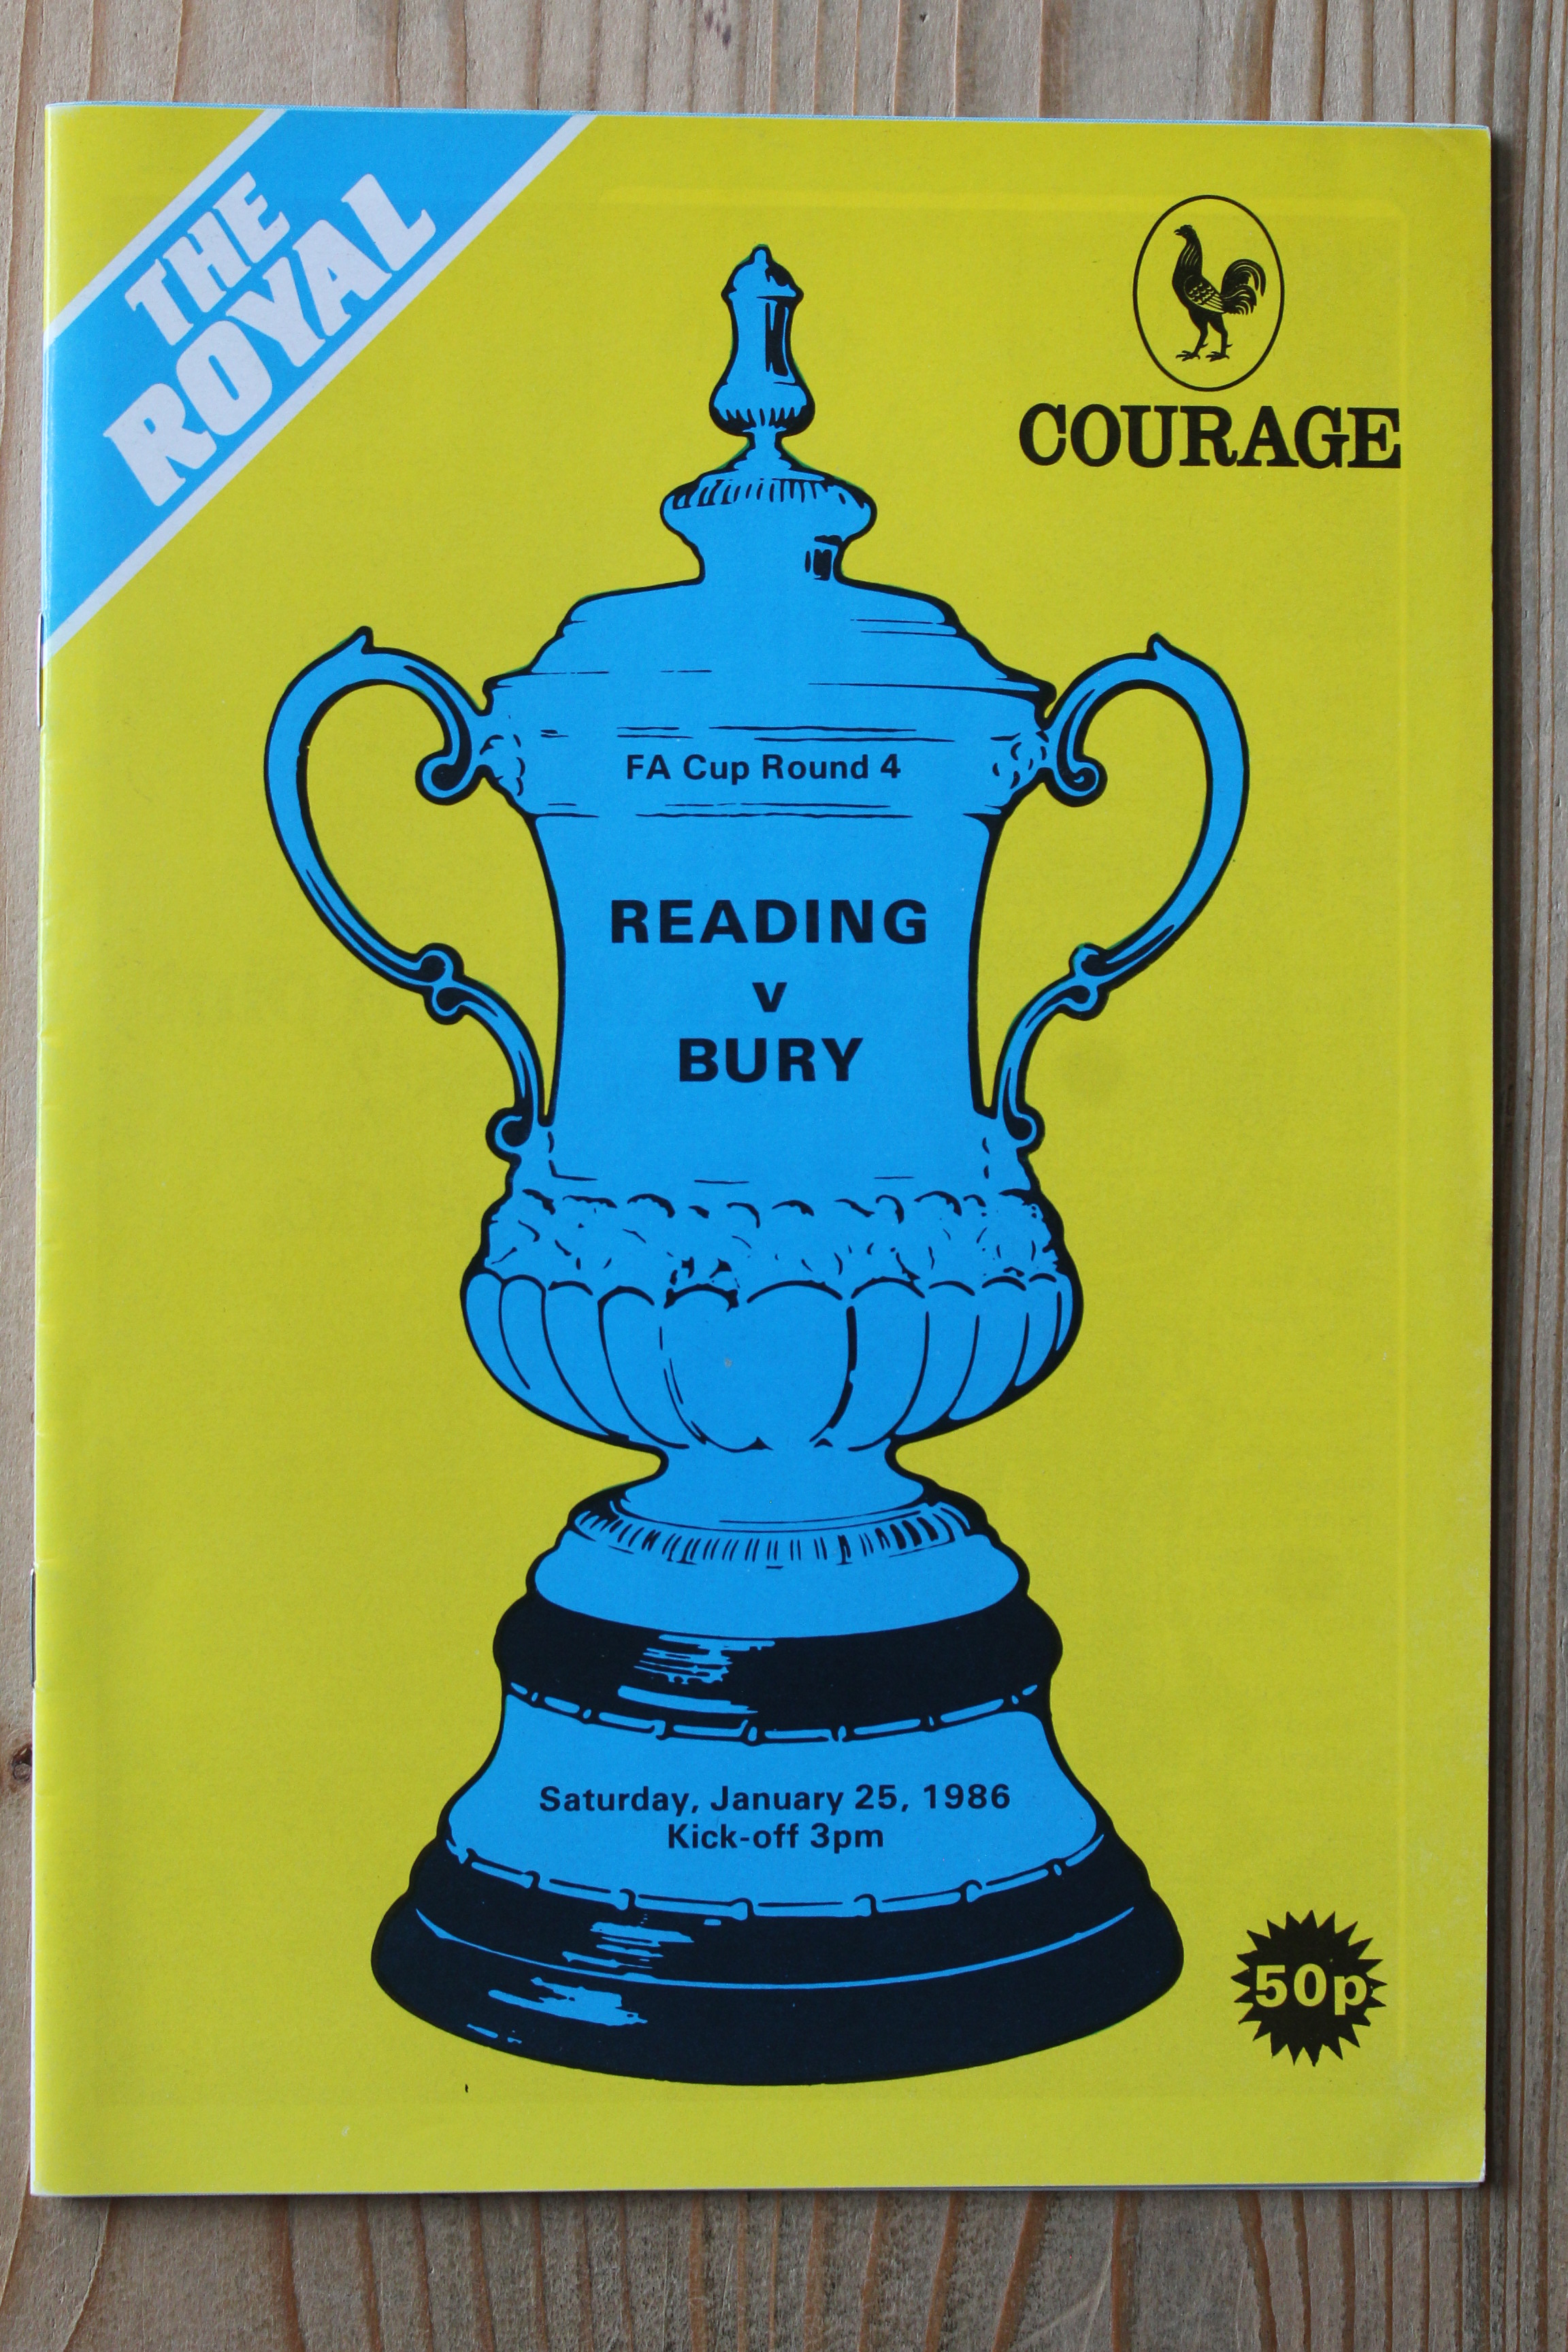 THE
ROYAL
COURAGE
FA Cup Round 4
READING
v
BURY
Saturday, January 25, 1986
Kick-off 3pm
50p